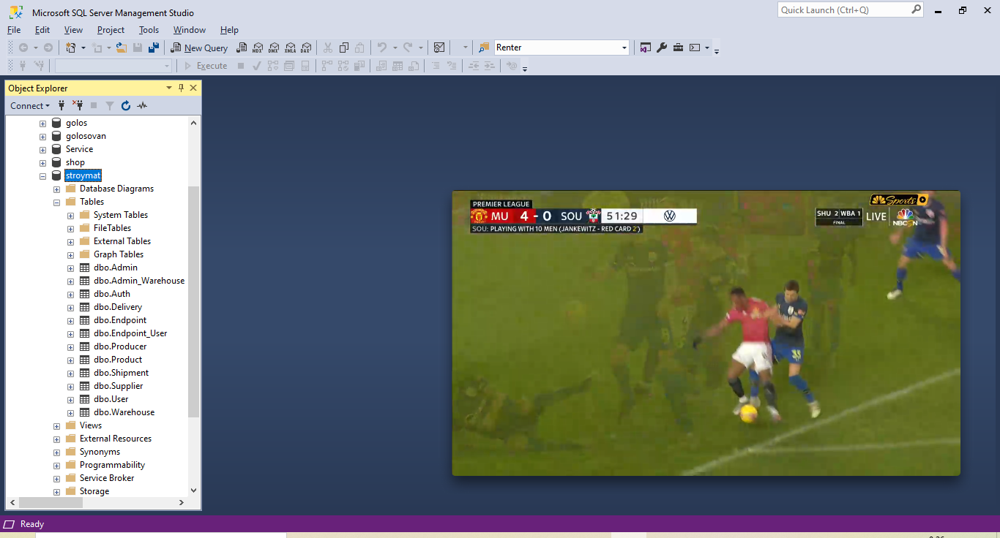 Microsoft SQL Server Management Studio
Quick Launch (Ctrl+Q)
File Edit View Project Tools Window Help
New Query MDX DMX XMLA DAX Renter
Execute
Object Explorer
Connect
golos
golosovan
Service
shop
stroymat
Database Diagrams
Tables
System Tables
FileTables
External Tables
Graph Tables
dbo.Admin
dbo.Admin_Warehouse
dbo.Auth
dbo.Delivery
dbo.Endpoint
dbo.Endpoint_User
dbo.Producer
dbo.Product
dbo.Shipment
dbo.Supplier
dbo.User
dbo.Warehouse
Views
External Resources
Synonyms
Programmability
Service Broker
Storage
PREMIER LEAGUE
MU 4 - 0 SOU 51:29
SOU: PLAYING WITH 10 MEN (JANKEWITZ - RED CARD 2')
Sports
SHU 2 WBA 1
FINAL
LIVE
NBCSN
35
Ready